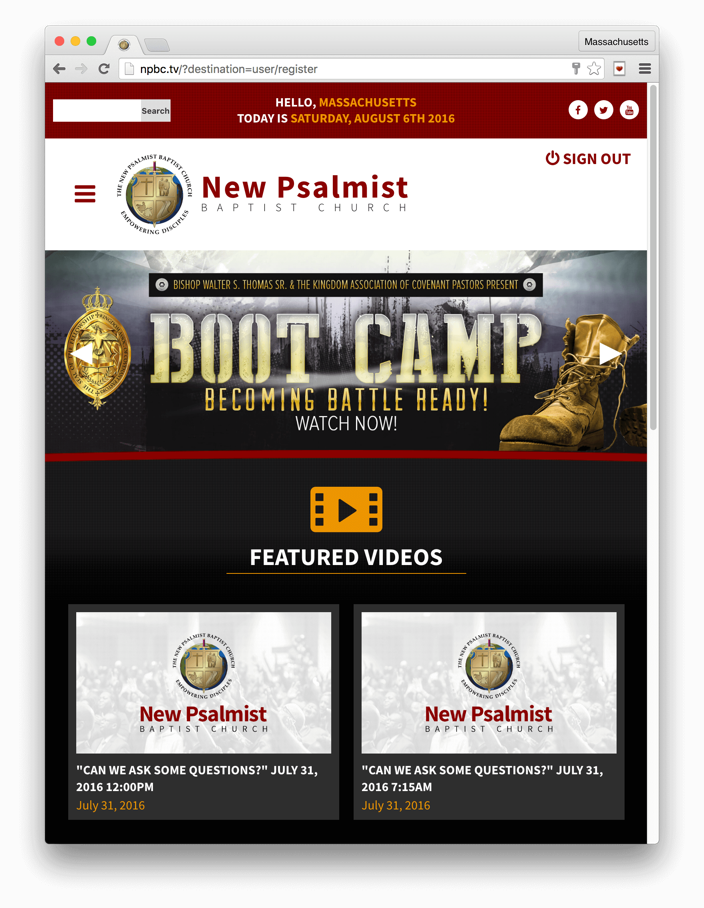 Massachusetts
npbc.tv/?destination=user/register
Search
HELLO, MASSACHUSETTS
TODAY IS SATURDAY, AUGUST 6TH 2016
SIGN OUT
THE NEW PSALMIST BAPTIST CHURCH
EMPOWERING DISCIPLES
New Psalmist
BAPTIST CHURCH
BISHOP WALTER S. THOMAS SR. & THE KINGDOM ASSOCIATION OF COVENANT PASTORS PRESENT
BOOT CAMP
BECOMING BATTLE READY!
WATCH NOW!
FEATURED VIDEOS
THE NEW PSALMIST BAPTIST CHURCH
EMPOWERING DISCIPLES
New Psalmist
BAPTIST CHURCH
"CAN WE ASK SOME QUESTIONS?" JULY 31,
2016 12:00PM
July 31, 2016
THE NEW PSALMIST BAPTIST CHURCH
EMPOWERING DISCIPLES
New Psalmist
BAPTIST CHURCH
"CAN WE ASK SOME QUESTIONS?" JULY 31,
2016 7:15AM
July 31, 2016